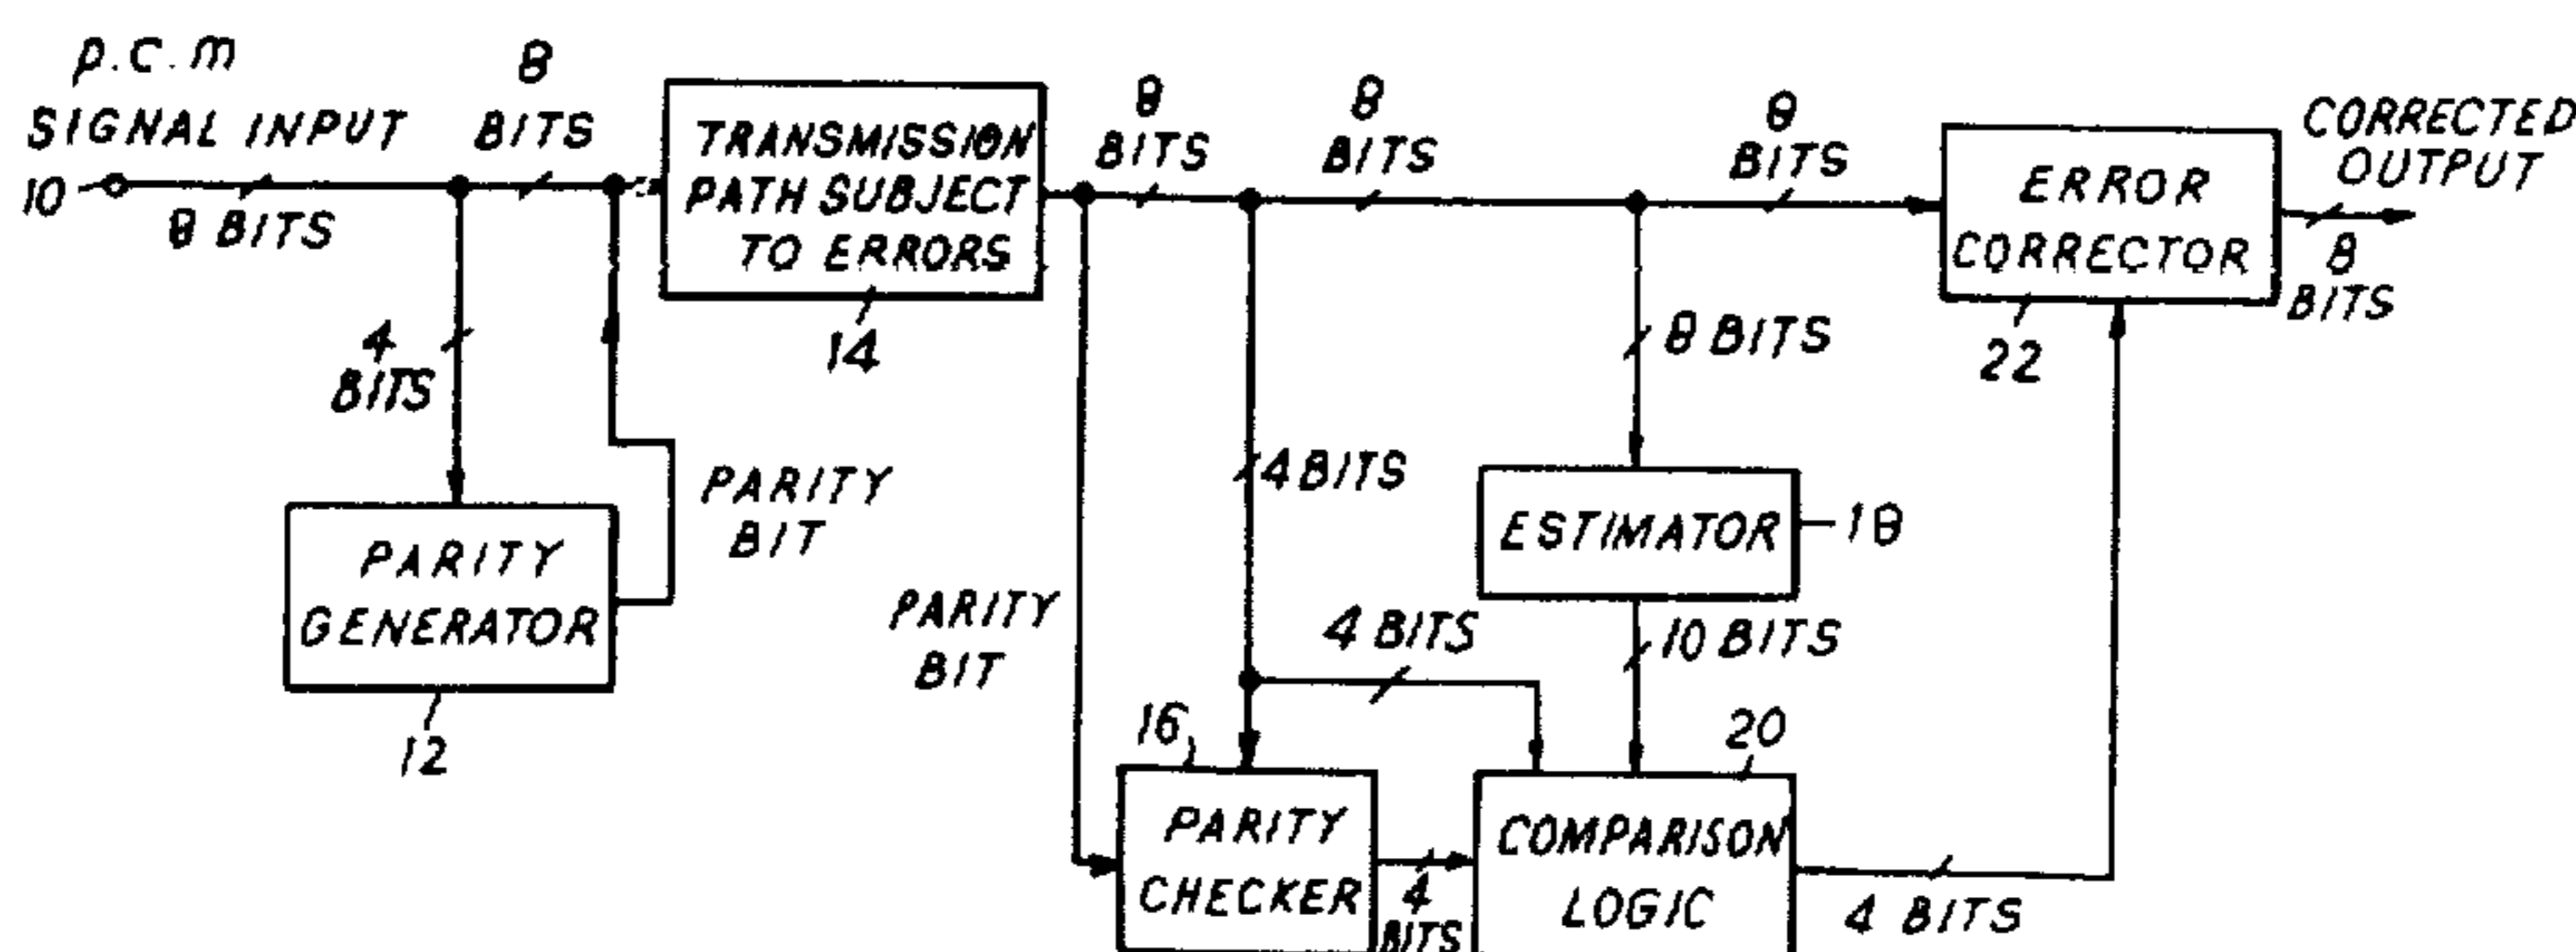 p.c.m
SIGNAL INPUT
10
8 BITS
8
BITS
4
BITS
PARITY
GENERATOR
12
PARITY
BIT
TRANSMISSION
PATH SUBJECT
TO ERRORS
14
8
BITS
8
BITS
8
BITS
ERROR
CORRECTOR
22
CORRECTED
OUTPUT
8
BITS
4 BITS
8 BITS
ESTIMATOR
18
10 BITS
PARITY
BIT
4 BITS
16
PARITY
CHECKER
4
BITS
20
COMPARISON
LOGIC
4 BITS